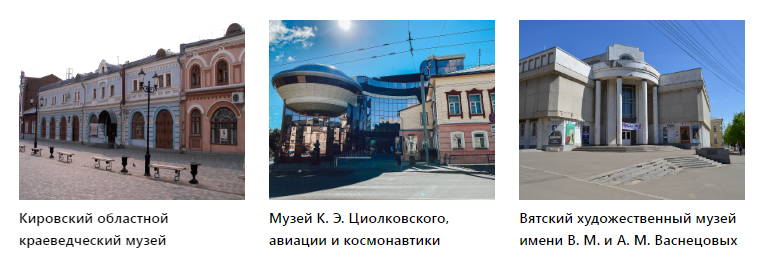 Кировский областной
краеведческий музей
Музей К. Э. Циолковского,
авиации и космонавтики
Вятский художественный музей
имени В. М. и А. М. Васнецовых